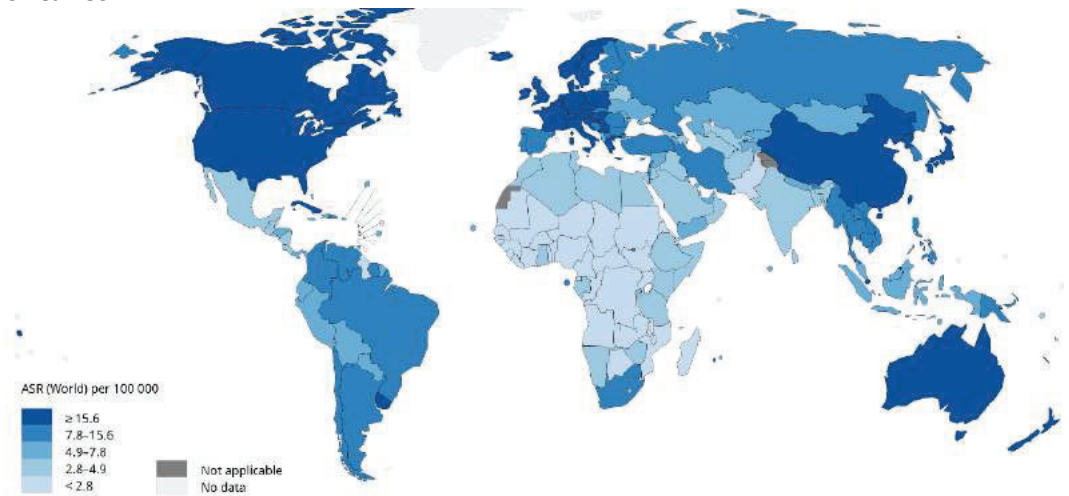 ASR (World) per 100 000
≥ 15.6
7.8–15.6
4.9–7.8
2.8–4.9
< 2.8
Not applicable
No data